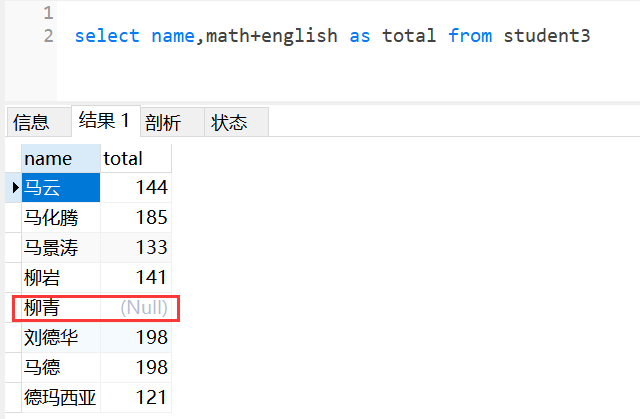 1
2 select name,math+english as total from student3
信息 结果 1 剖析 状态
name total
马云 144
马化腾 185
马景涛 133
柳岩 141
柳青 (Null)
刘德华 198
马德 198
德玛西亚 121